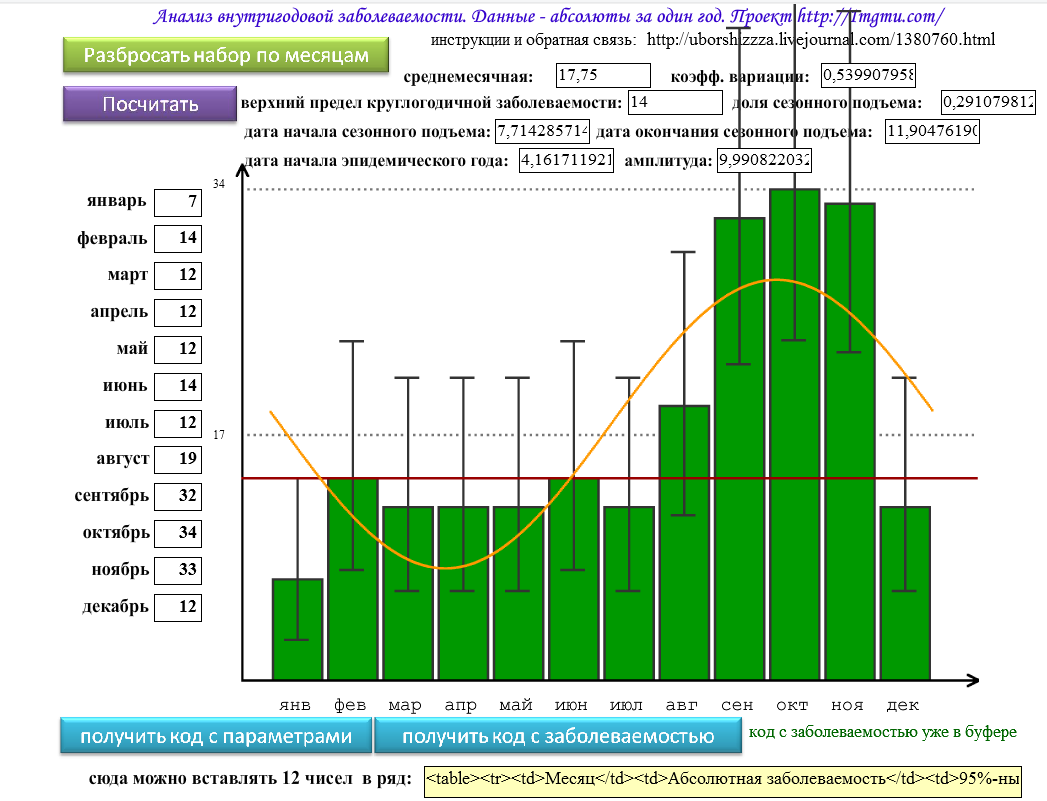 Анализ внутригодовой заболеваемости. Данные - абсолюты за один год. Проект http://1mgmu.com/
инструкции и обратная связь: http://uborshizzza.livejournal.com/1380760.html
Разбросать набор по месяцам
среднемесячная: 17,75 коэфф. вариации: 0,539907958
Посчитать
верхний предел круглогодичной заболеваемости: 14 доля сезонного подъема: 0,291079812
дата начала сезонного подъема: 7,714285714 дата окончания сезонного подъема: 11,90476190
дата начала эпидемического года: 4,161711921 амплитуда: 9,990822032
34
январь 7
февраль 14
март 12
апрель 12
май 12
июнь 14
июль 12
17
август 19
сентябрь 32
октябрь 34
ноябрь 33
декабрь 12
янв фев мар апр май июн июл авг сен окт ноя дек
получить код с параметрами
получить код с заболеваемостью
код с заболеваемостью уже в буфере
сюда можно вставлять 12 чисел в ряд: <table><tr><td>Месяц</td><td>Абсолютная заболеваемость</td><td>95%-ны